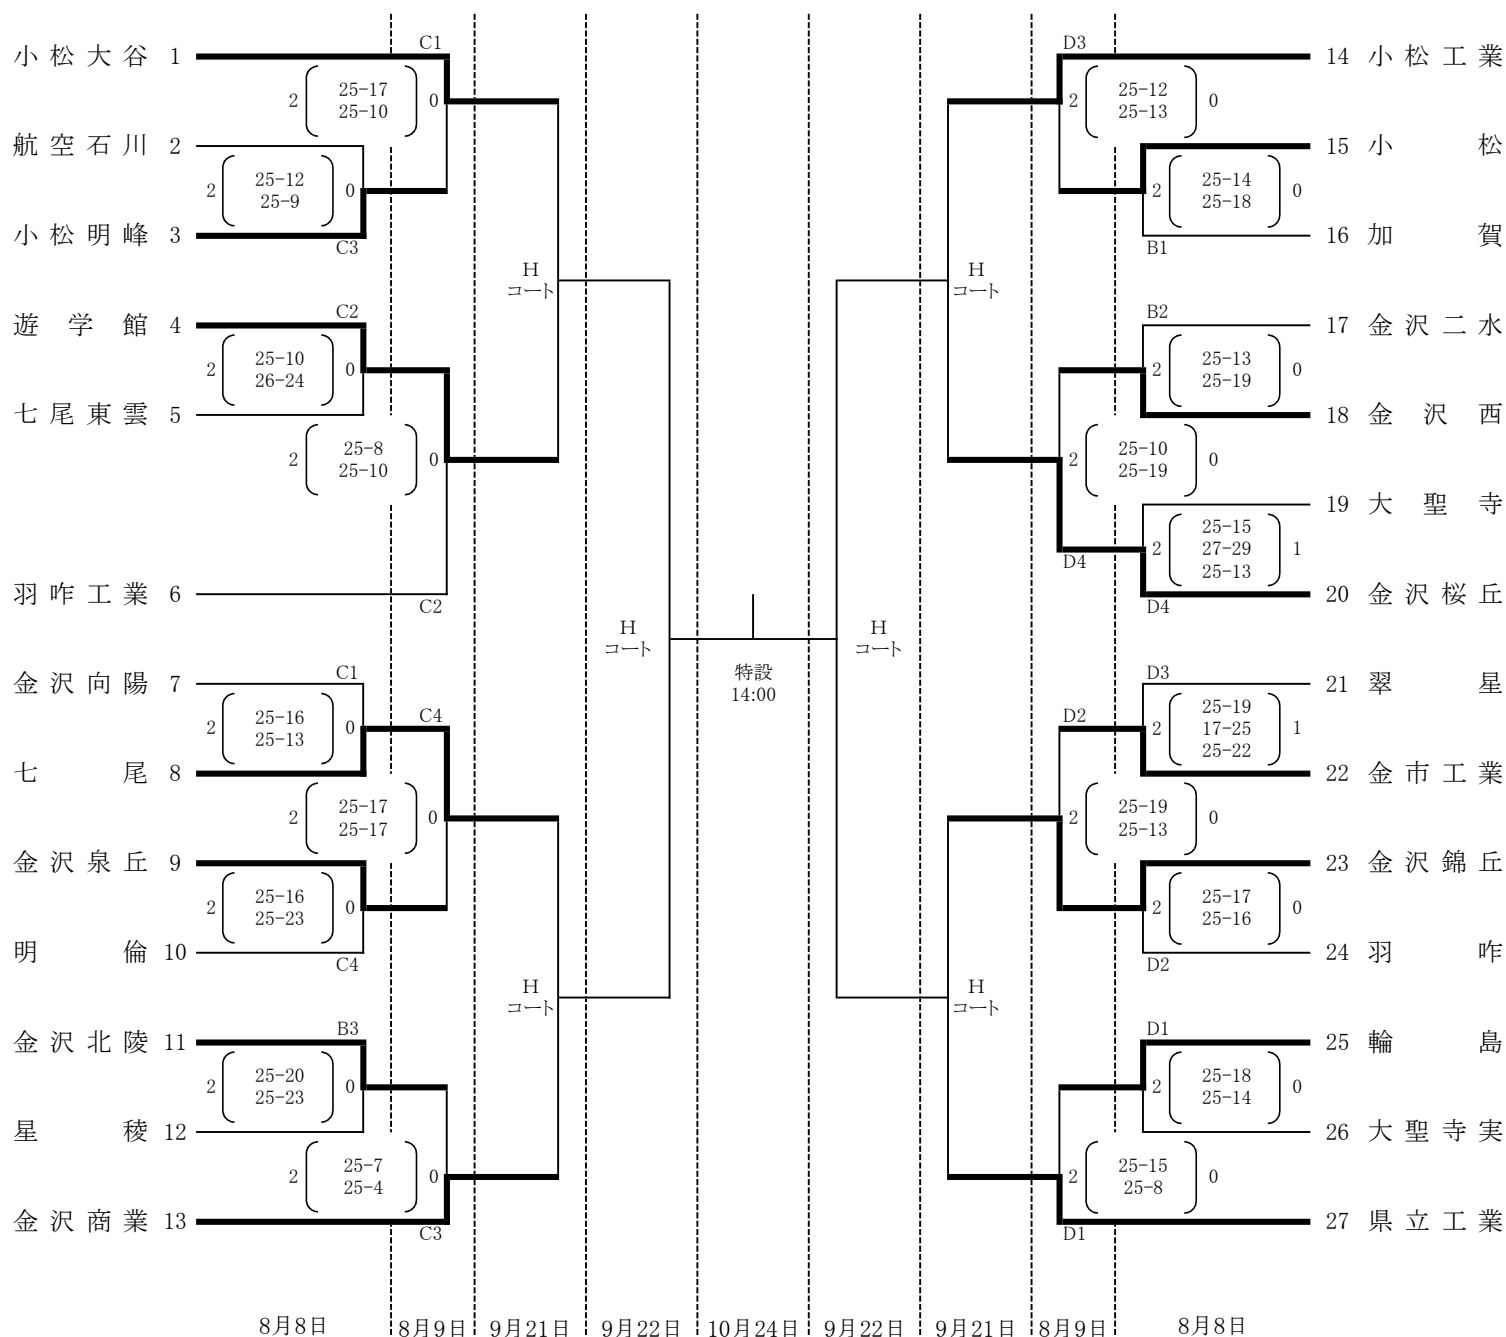 C1
小松大谷 1
2 25-17 0
25-10
航空石川 2
2 25-12 0
25-9
小松明峰 3
C3
H
コート
C2
遊学館 4
2 25-10 0
26-24
七尾東雲 5
2 25-8 0
25-10
羽咋工業 6
C2
H
コート
C1
金沢向陽 7
2 25-16 0
25-13
C4
七尾 8
2 25-17 0
25-17
金沢泉丘 9
2 25-16 0
25-23
明倫 10
C4
H
コート
B3
金沢北陵 11
2 25-20 0
25-23
星稜 12
2 25-7 0
25-4
金沢商業 13
C3
特設
14:00
D3
14 小松工業
2 25-12 0
25-13
15 小松
2 25-14 0
25-18
16 加賀
B1
H
コート
B2
17 金沢二水
2 25-13 0
25-19
18 金沢西
2 25-10 0
25-19
19 大聖寺
25-15
2 27-29 1
25-13
D4
20 金沢桜丘
D4
H
コート
D3
21 翠星
25-19
2 17-25 1
25-22
D2
22 金市工業
2 25-19 0
25-13
23 金沢錦丘
2 25-17 0
25-16
24 羽咋
D2
H
コート
D1
25 輪島
2 25-18 0
25-14
26 大聖寺実
2 25-15 0
25-8
27 県立工業
D1
8月8日 8月9日 9月21日 9月22日 10月24日 9月22日 9月21日 8月9日 8月8日